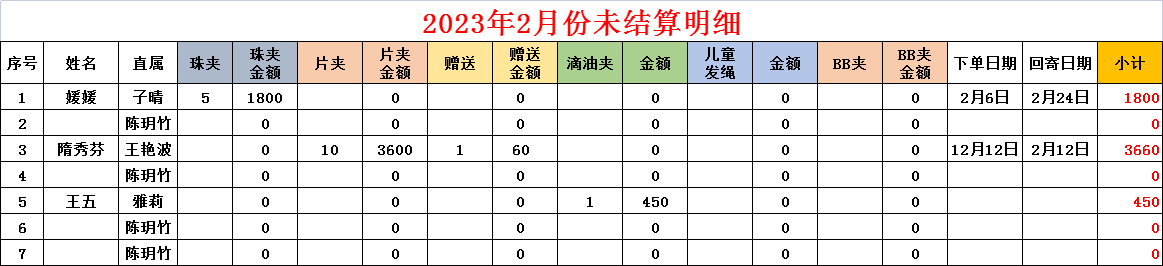 2023年2月份未结算明细
序号 姓名 直属 珠夹 珠夹金额 片夹 片夹金额 赠送 赠送金额 滴油夹 金额 儿童发绳 金额 BB夹 BB夹金额 下单日期 回寄日期 小计
1 媛媛 子晴 5 1800 0 0 0 0 0 2月6日 2月24日 1800
2 陈玥竹 0 0 0 0 0 0 0
3 隋秀芬 王艳波 0 10 3600 1 60 0 0 0 12月12日 2月12日 3660
4 陈玥竹 0 0 0 0 0 0 0
5 王五 雅莉 0 0 0 1 450 0 0 450
6 陈玥竹 0 0 0 0 0 0 0
7 陈玥竹 0 0 0 0 0 0 0